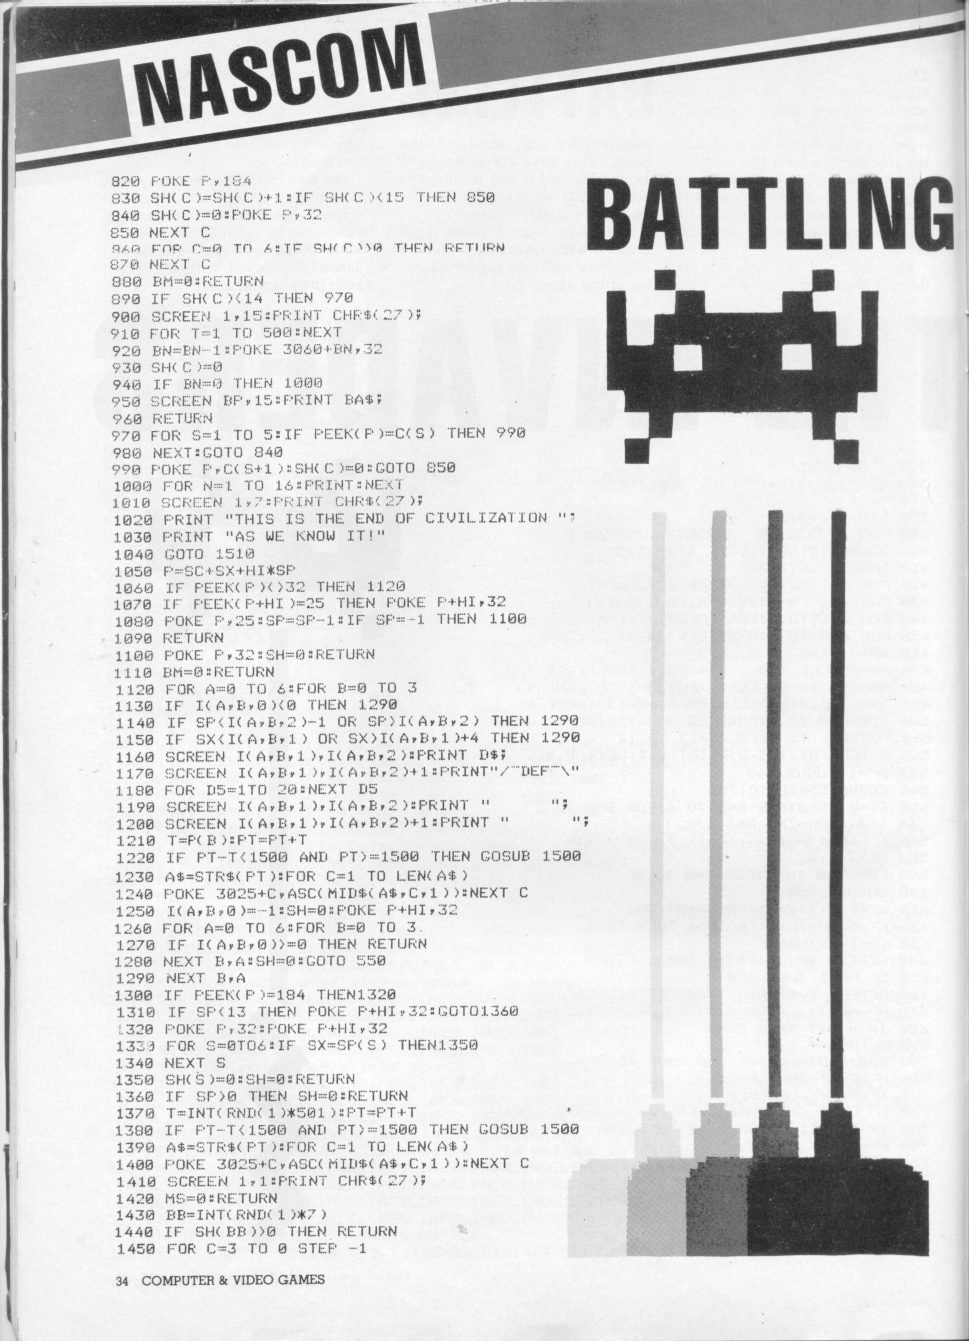 NASCOM
820 POKE P,184
830 SH(C)=SH(C)+1:IF SH(C)<15 THEN 850
840 SH(C)=0:POKE P,32
850 NEXT C
860 FOR C=0 TO 6:IF SH(C)>0 THEN RETURN
870 NEXT C
880 BM=0:RETURN
890 IF SH(C)<14 THEN 970
900 SCREEN 1,15:PRINT CHR$(27);
910 FOR T=1 TO 500:NEXT
920 BN=BN-1:POKE 3060+BN,32
930 SH(C)=0
940 IF BN=0 THEN 1000
950 SCREEN BP,15:PRINT BA$;
960 RETURN
970 FOR S=1 TO 5:IF PEEK(P)=C(S) THEN 990
980 NEXT:GOTO 840
990 POKE P,C(S+1):SH(C)=0:GOTO 850
1000 FOR N=1 TO 16:PRINT:NEXT
1010 SCREEN 1,7:PRINT CHR$(27);
1020 PRINT "THIS IS THE END OF CIVILIZATION ";
1030 PRINT "AS WE KNOW IT!"
1040 GOTO 1510
1050 P=SC+SX+HI*SP
1060 IF PEEK(P)<>32 THEN 1120
1070 IF PEEK(P+HI)=25 THEN POKE P+HI,32
1080 POKE P,25:SP=SP-1:IF SP=-1 THEN 1100
1090 RETURN
1100 POKE P,32:SH=0:RETURN
1110 BM=0:RETURN
1120 FOR A=0 TO 6:FOR B=0 TO 3
1130 IF I(A,B,0)<0 THEN 1290
1140 IF SP<I(A,B,2)-1 OR SP>I(A,B,2) THEN 1290
1150 IF SX<I(A,B,1) OR SX>I(A,B,1)+4 THEN 1290
1160 SCREEN I(A,B,1),I(A,B,2):PRINT D$;
1170 SCREEN I(A,B,1),I(A,B,2)+1:PRINT"/¯DEF¯\"
1180 FOR D5=1TO 20:NEXT D5
1190 SCREEN I(A,B,1),I(A,B,2):PRINT "      ";
1200 SCREEN I(A,B,1),I(A,B,2)+1:PRINT "      ";
1210 T=P(B):PT=PT+T
1220 IF PT-T<1500 AND PT>=1500 THEN GOSUB 1500
1230 A$=STR$(PT):FOR C=1 TO LEN(A$)
1240 POKE 3025+C,ASC(MID$(A$,C,1)):NEXT C
1250 I(A,B,0)=-1:SH=0:POKE P+HI,32
1260 FOR A=0 TO 6:FOR B=0 TO 3
1270 IF I(A,B,0)>=0 THEN RETURN
1280 NEXT B,A:SH=0:GOTO 550
1290 NEXT B,A
1300 IF PEEK(P)=184 THEN1320
1310 IF SP<13 THEN POKE P+HI,32:GOTO1360
1320 POKE P,32:POKE P+HI,32
1330 FOR S=0TO6:IF SX=SP(S) THEN1350
1340 NEXT S
1350 SH(S)=0:SH=0:RETURN
1360 IF SP>0 THEN SH=0:RETURN
1370 T=INT(RND(1)*501):PT=PT+T
1380 IF PT-T<1500 AND PT>=1500 THEN GOSUB 1500
1390 A$=STR$(PT):FOR C=1 TO LEN(A$)
1400 POKE 3025+C,ASC(MID$(A$,C,1)):NEXT C
1410 SCREEN 1,1:PRINT CHR$(27);
1420 MS=0:RETURN
1430 BB=INT(RND(1)*7)
1440 IF SH(BB)>0 THEN RETURN
1450 FOR C=3 TO 0 STEP -1
BATTLING
34 COMPUTER & VIDEO GAMES